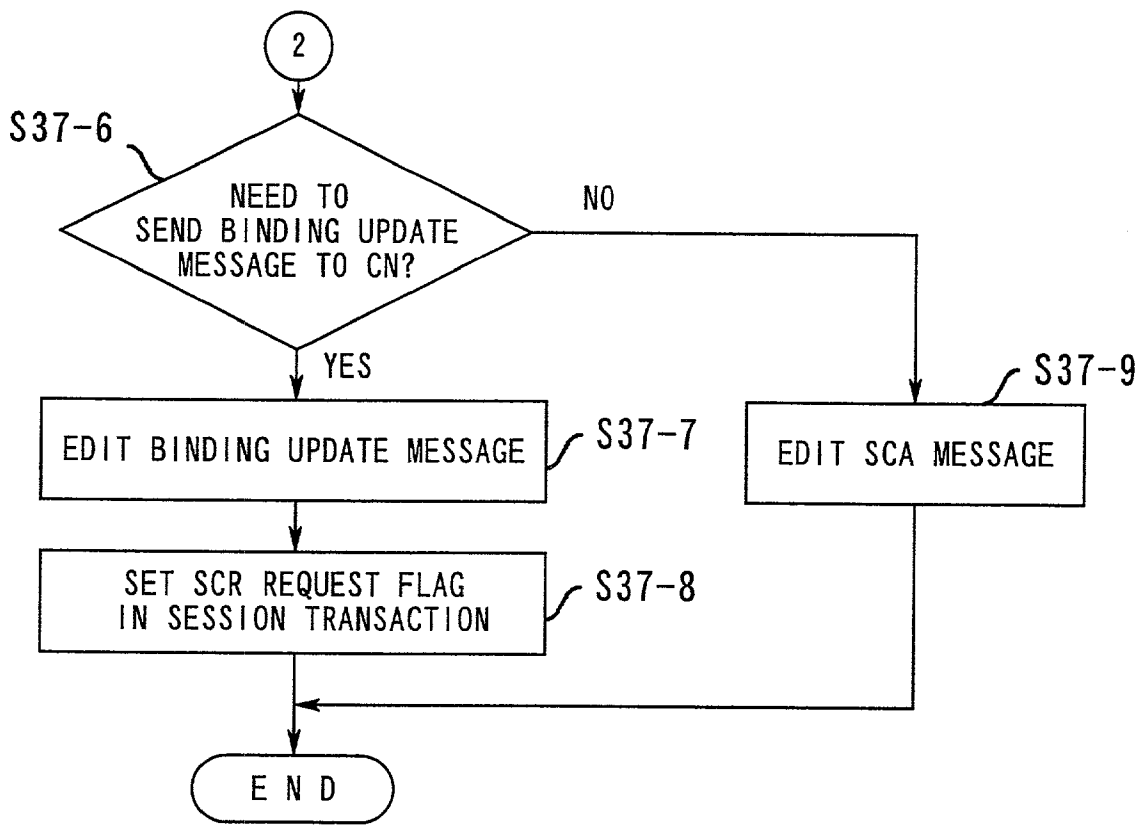 2
S37-6
NEED TO
SEND BINDING UPDATE
MESSAGE TO CN?
NO
YES
S37-9
EDIT BINDING UPDATE MESSAGE
S37-7
EDIT SCA MESSAGE
SET SCR REQUEST FLAG
IN SESSION TRANSACTION
S37-8
END